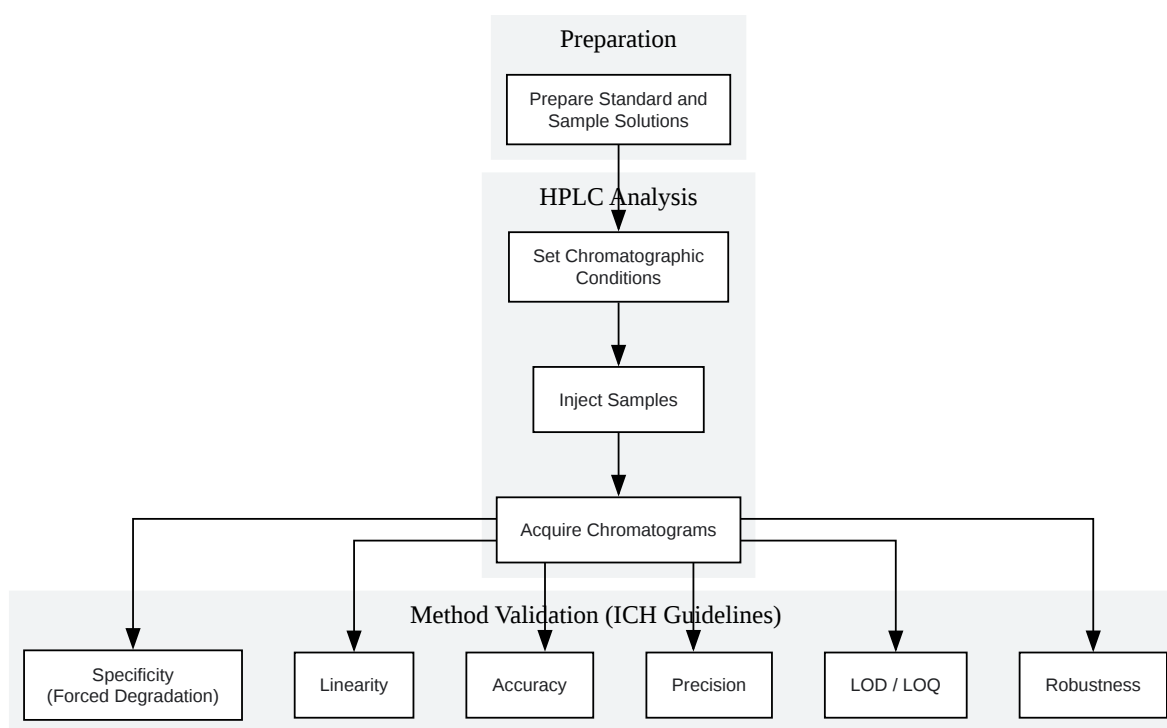 Preparation
Prepare Standard and
Sample Solutions
HPLC Analysis
Set Chromatographic
Conditions
Inject Samples
Acquire Chromatograms
Method Validation (ICH Guidelines)
Specificity
(Forced Degradation)
Linearity
Accuracy
Precision
LOD / LOQ
Robustness